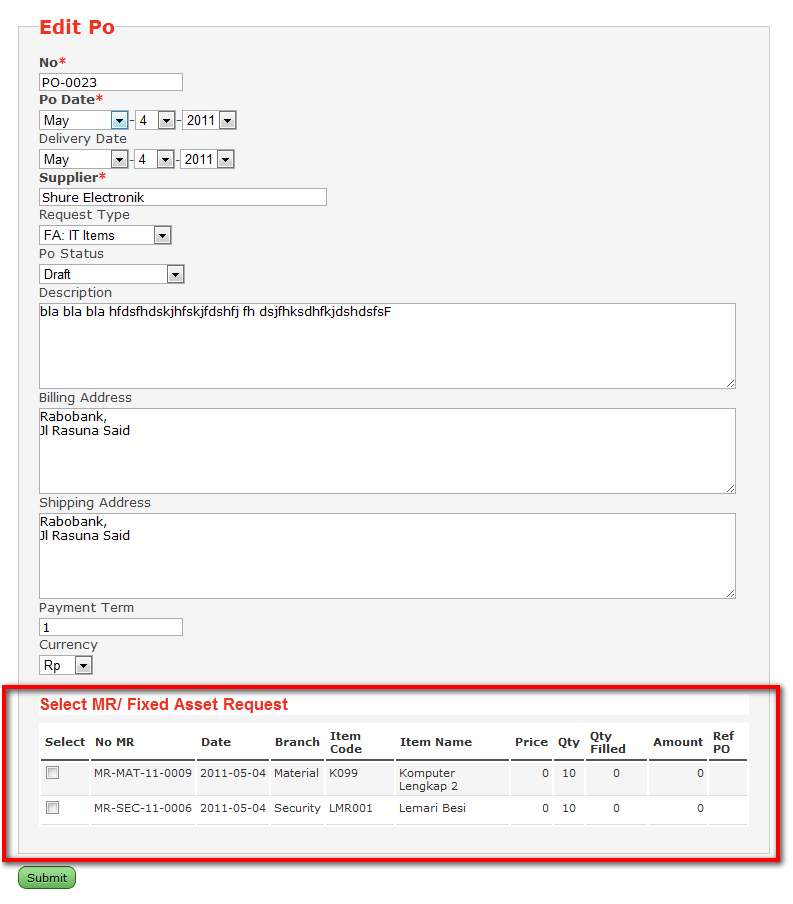 Edit Po
No*
PO-0023
Po Date*
May - 4 - 2011
Delivery Date
May - 4 - 2011
Supplier*
Shure Electronik
Request Type
FA: IT Items
Po Status
Draft
Description
bla bla bla hfdsfhdskjhfskjfdshfj fh dsjfhksdhfkjdshdsfsF
Billing Address
Rabobank,
Jl Rasuna Said
Shipping Address
Rabobank,
Jl Rasuna Said
Payment Term
1
Currency
Rp
Select MR/ Fixed Asset Request
Select No MR Date Branch Item Code Item Name Price Qty Qty Filled Amount Ref PO
MR-MAT-11-0009 2011-05-04 Material K099 Komputer Lengkap 2 0 10 0 0
MR-SEC-11-0006 2011-05-04 Security LMR001 Lemari Besi 0 10 0 0
Submit